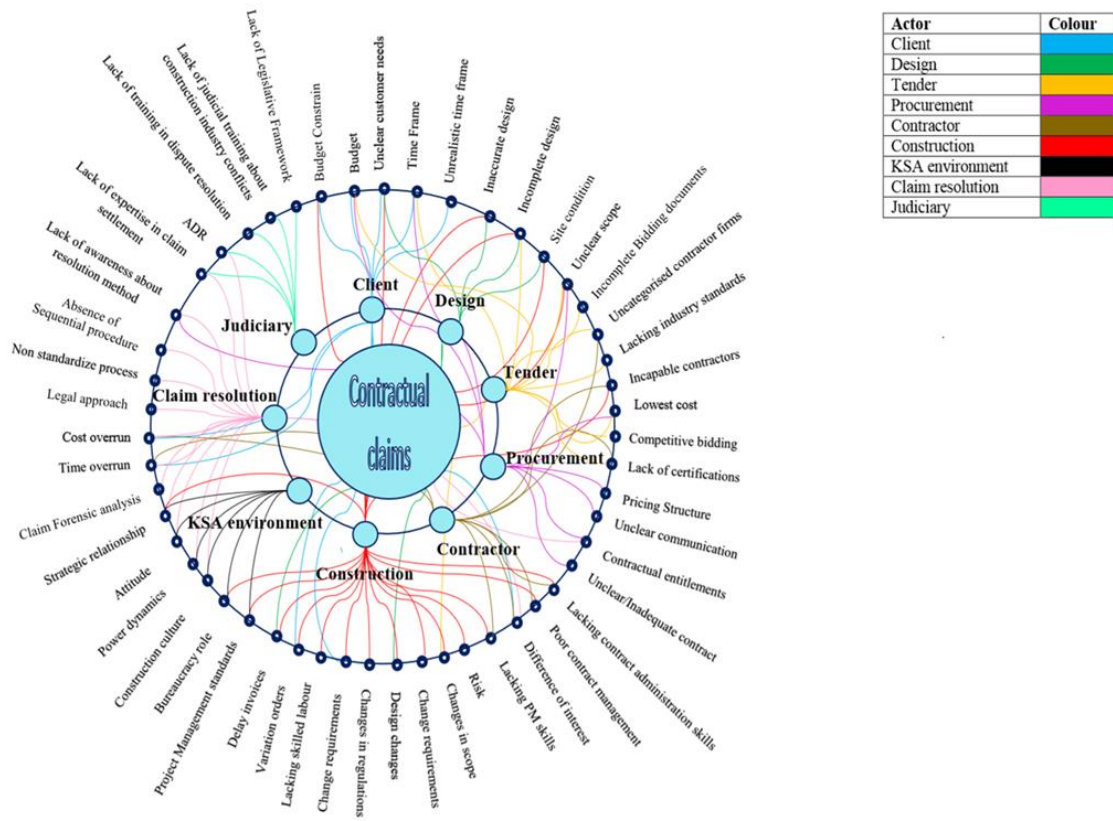 Actor Colour
Client
Design
Tender
Procurement
Contractor
Construction
KSA environment
Claim resolution
Judiciary
Contractual
claims
Client
Design
Tender
Procurement
Contractor
Construction
KSA environment
Claim resolution
Judiciary
Budget Constrain
Budget
Unclear customer needs
Time Frame
Unrealistic time frame
Inaccurate design
Incomplete design
Site condition
Unclear scope
Incomplete Bidding documents
Uncategorised contractor firms
Lacking industry standards
Incapable contractors
Lowest cost
Competitive bidding
Lack of certifications
Pricing Structure
Unclear communication
Contractual entitlements
Unclear/Inadequate contract
Lacking contract administration skills
Poor contract management
Difference of interest
Lacking PM skills
Risk
Changes in scope
Change requirements
Design changes
Changes in regulations
Change requirements
Lacking skilled labour
Variation orders
Delay invoices
Project Management standards
Bureaucracy role
Construction culture
Power dynamics
Attitude
Strategic relationship
Claim Forensic analysis
Time overrun
Cost overrun
Legal approach
Non standardize process
Absence of
Sequential procedure
Lack of awareness about
resolution method
Lack of expertise in claim
settlement
ADR
Lack of training in dispute resolution
Lack of judicial training about
construction industry conflicts
Lack of Legislative Framework